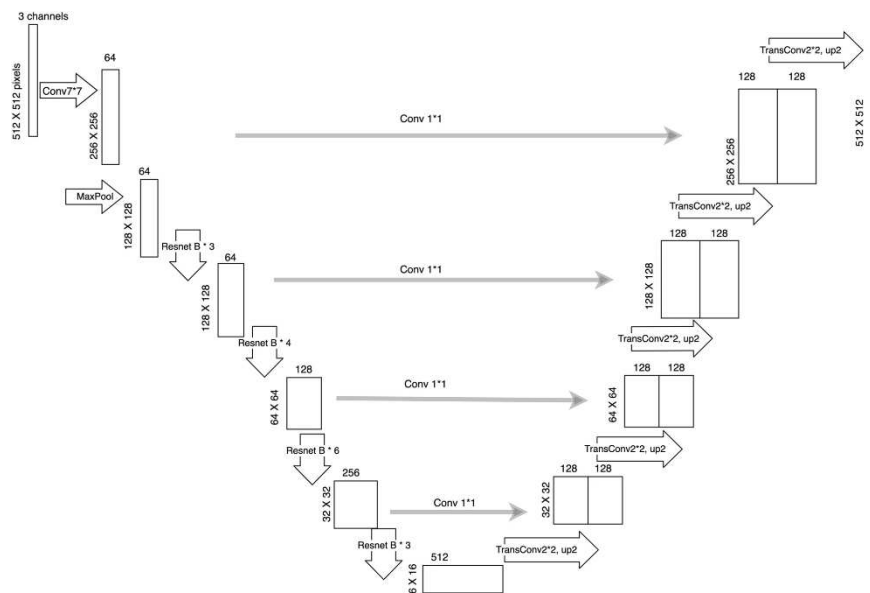 3 channels
512 X 512 pixels
Conv7*7
64
256 X 256
Conv 1*1
TransConv2*2, up2
128 128
256 X 256
512 X 512
MaxPool
64
128 X 128
Resnet B * 3
TransConv2*2, up2
64
128 X 128
Conv 1*1
128 128
128 X 128
Resnet B * 4
TransConv2*2, up2
128
64 X 64
Conv 1*1
128 128
64 X 64
Resnet B * 6
TransConv2*2, up2
256
32 X 32
Conv 1*1
128 128
32 X 32
Resnet B * 3
TransConv2*2, up2
512
6 X 16